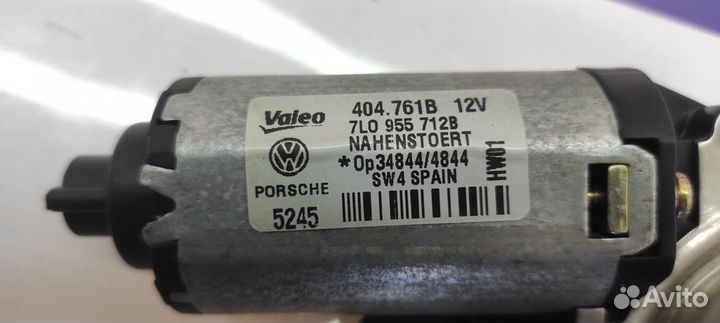 Valeo 404.761B 12V
7L0 955 712B
NAHENSTOERT
*Op34844/4844
PORSCHE SW4 SPAIN
5245
HW01
Avito